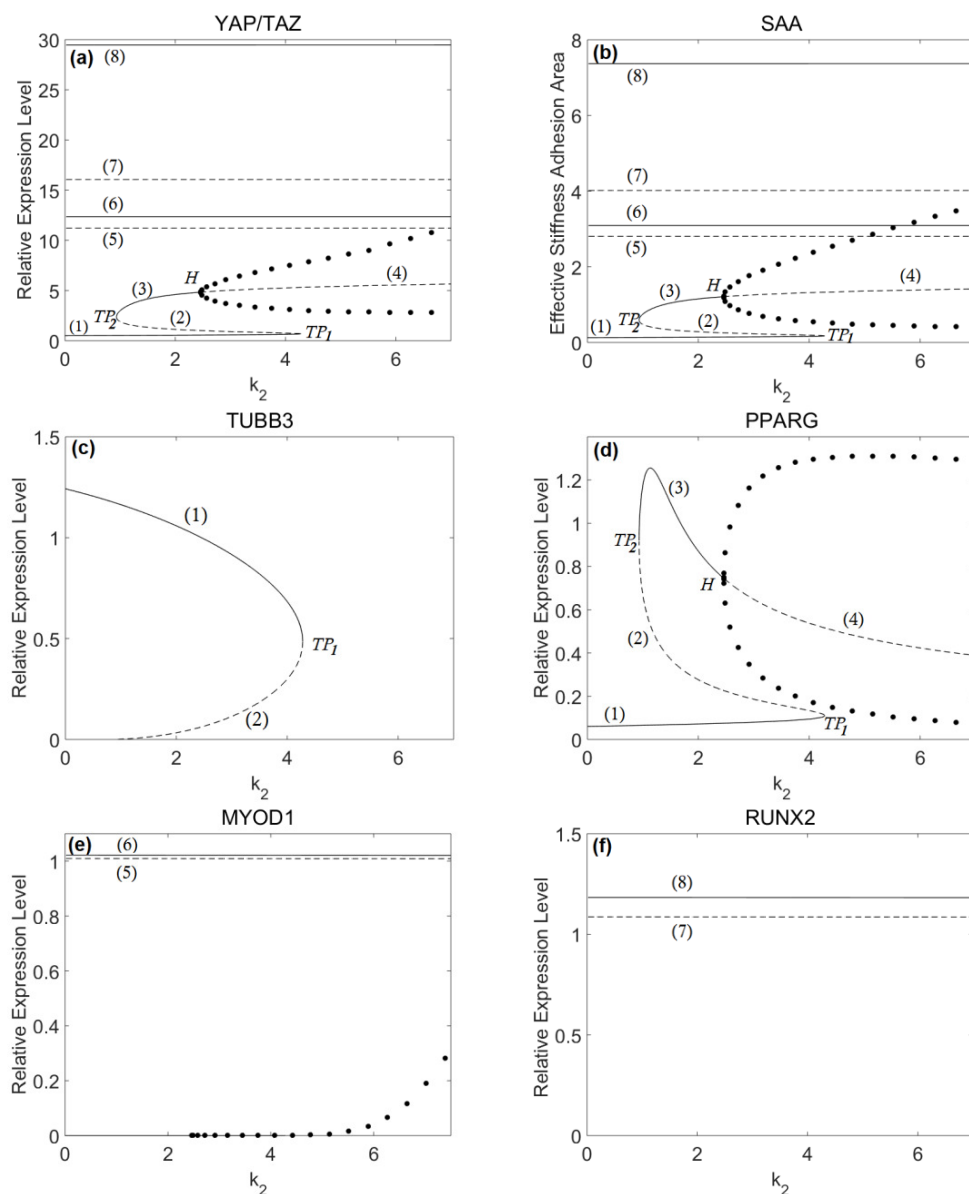 YAP/TAZ
Relative Expression Level
30
25
20
15
10
5
0
(a)
(8)
(7)
(6)
(5)
H
(3)
(4)
TP2
(2)
(1)
TP1
0 2 4 6
k2
SAA
Effective Stiffness Adhesion Area
8
6
4
2
0
(b)
(8)
(7)
(6)
(5)
H
(3)
(4)
TP2
(2)
(1)
TP1
0 2 4 6
k2
TUBB3
Relative Expression Level
1.5
1
0.5
0
(c)
(1)
TP1
(2)
0 2 4 6
k2
PPARG
Relative Expression Level
1.2
1
0.8
0.6
0.4
0.2
0
(d)
(3)
TP2
H
(4)
(2)
(1)
TP1
0 2 4 6
k2
MYOD1
Relative Expression Level
1
0.8
0.6
0.4
0.2
0
(e)
(6)
(5)
0 2 4 6
k2
RUNX2
Relative Expression Level
1.5
1
0.5
0
(f)
(8)
(7)
0 2 4 6
k2